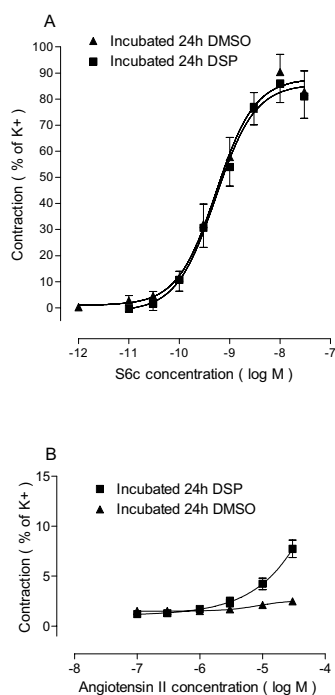 A
Incubated 24h DMSO
Incubated 24h DSP
100
90
80
70
60
50
40
30
20
10
0
Contraction ( % of K+)
-12 -11 -10 -9 -8 -7
S6c concentration ( log M )
B
Incubated 24h DSP
Incubated 24h DMSO
15
10
5
0
Contraction ( % of K+)
-7 -6 -5 -4
-7
Angiotensin II concentration ( log M )